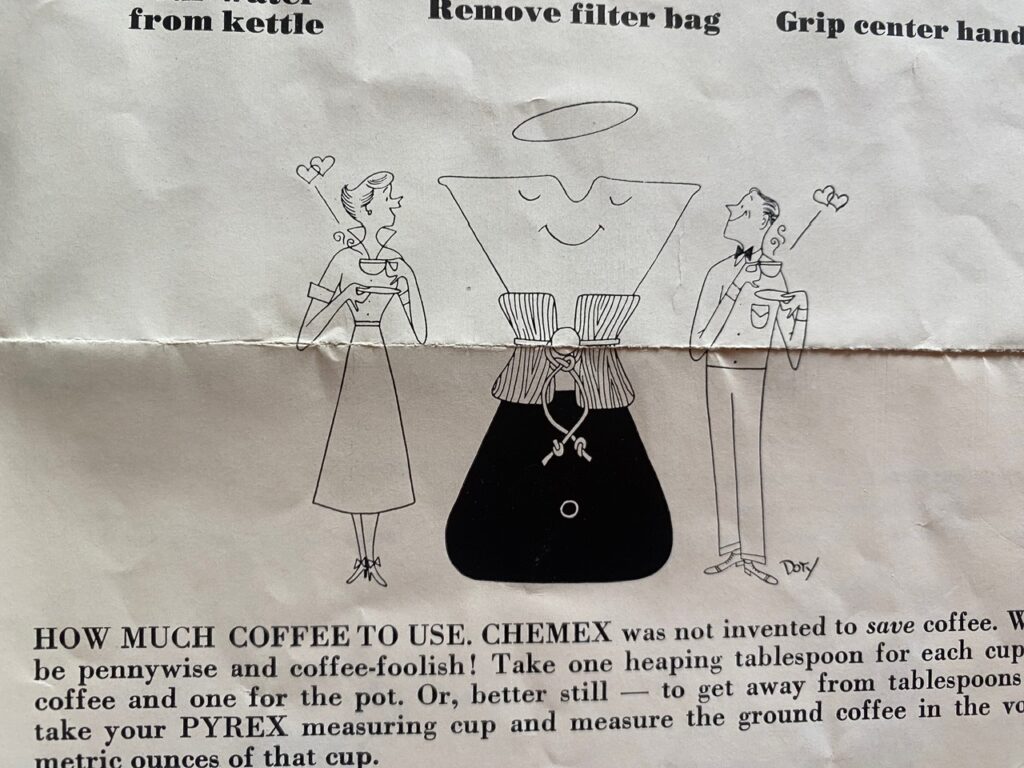 from kettle
Remove filter bag
Grip center hand
Dory
HOW MUCH COFFEE TO USE. CHEMEX was not invented to save coffee. W
be pennywise and coffee-foolish! Take one heaping tablespoon for each cup
coffee and one for the pot. Or, better still — to get away from tablespoons
take your PYREX measuring cup and measure the ground coffee in the vo
metric ounces of that cup.